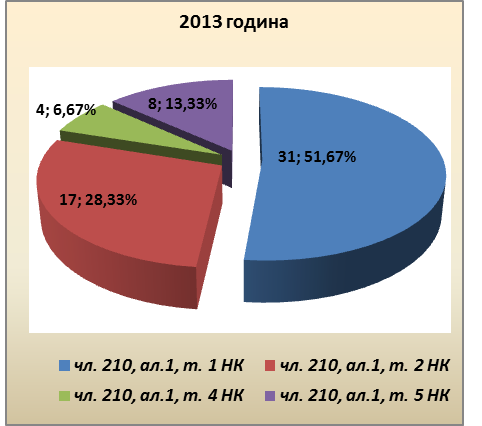 2013 година
4; 6,67%
8; 13,33%
31; 51,67%
17; 28,33%
чл. 210, ал.1, т. 1 НК
чл. 210, ал.1, т. 2 НК
чл. 210, ал.1, т. 4 НК
чл. 210, ал.1, т. 5 НК